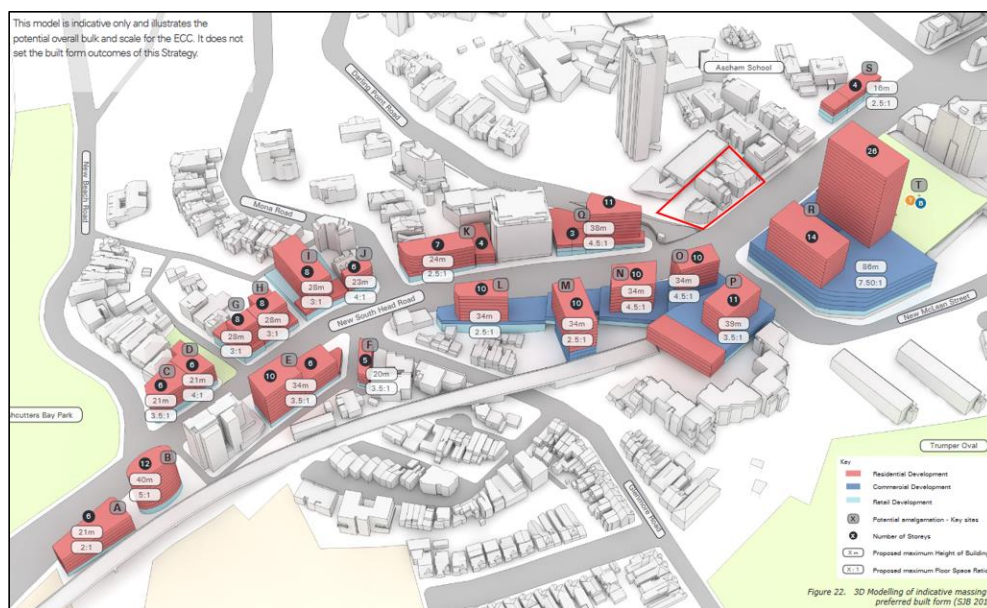 This model is indicative only and illustrates the
potential overall bulk and scale for the ECC. It does not
set the built form outcomes of this Strategy.
Ascham School
S
4
16m
2.5:1
Darling Point Road
New Beach Road
Mona Road
26
T
T
B
R
14
86m
7.50:1
New McLean Street
11
Q
3
38m
4.5:1
K
7
4
24m
2.5:1
I
8
28m
3:1
J
6
23m
4:1
H
8
28m
3:1
G
8
28m
3:1
New South Head Road
L
10
34m
2.5:1
M
10
34m
2.5:1
N
10
34m
4.5:1
O
10
34m
4.5:1
P
11
39m
3.5:1
D
6
21m
4:1
C
6
21m
3.5:1
E
10
6
34m
3.5:1
F
5
20m
3.5:1
hcutters Bay Park
12
B
40m
5:1
6
A
21m
2:1
Glenmore Road
Trumper Oval
Key
Residential Development
Commercial Development
Retail Development
X Potential amalgamation - Key sites
X Number of Storeys
X m Proposed maximum Height of Building
X : 1 Proposed maximum Floor Space Ratio
Figure 22. 3D Modelling of indicative massing
preferred built form (SJB 201